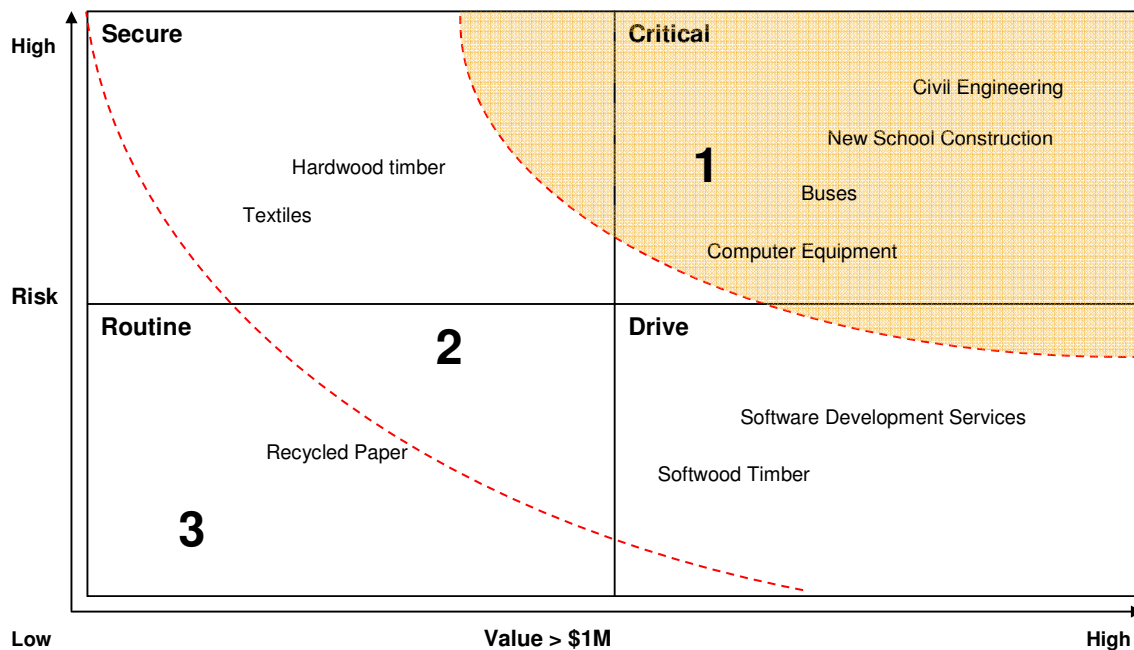 High
Secure
Critical
Civil Engineering
New School Construction
1
Hardwood timber
Buses
Textiles
Computer Equipment
Risk
Routine
Drive
2
Software Development Services
Recycled Paper
Softwood Timber
3
Low
Value > $1M
High